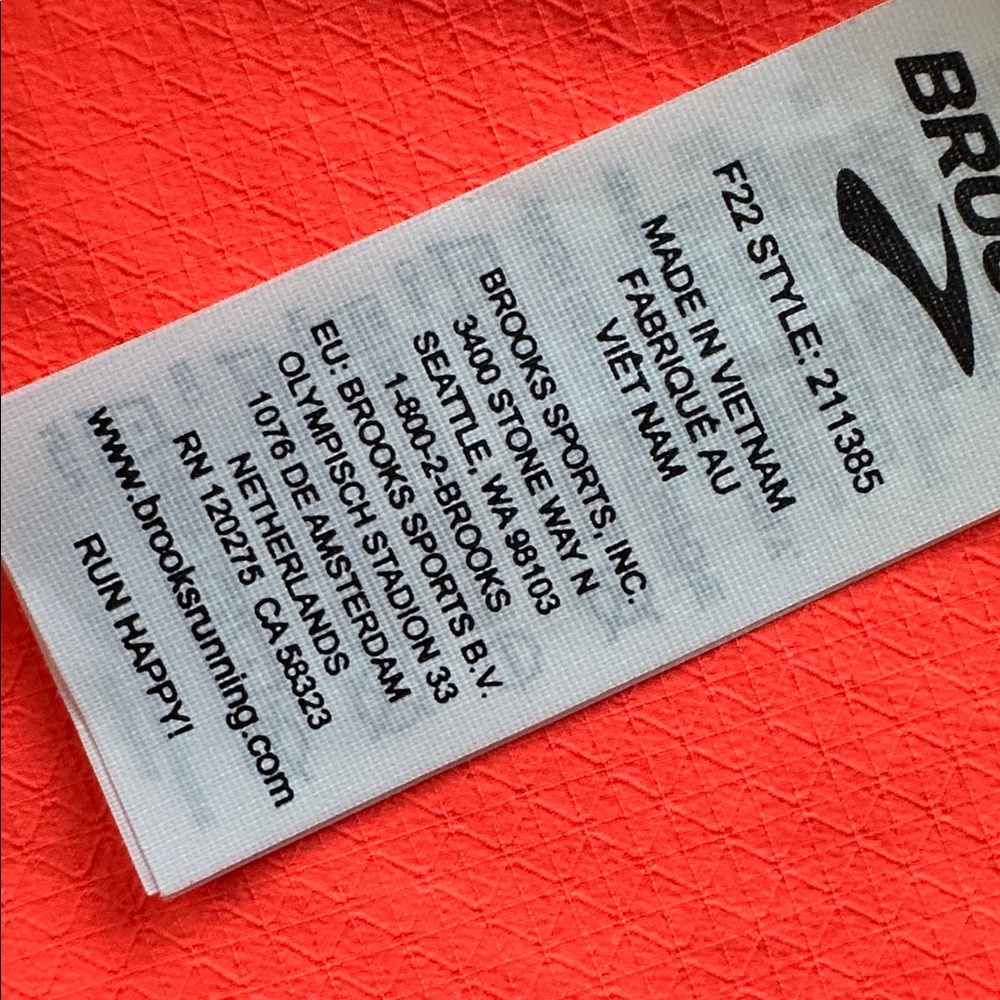 F22 STYLE: 211385
MADE IN VIETNAM
FABRIQUÉ AU
VIÊT NAM
BROOKS SPORTS, INC.
3400 STONE WAY N
SEATTLE, WA 98103
1-800-2-BROOKS
EU: BROOKS SPORTS B.V.
OLYMPISCH STADION 33
1076 DE AMSTERDAM
NETHERLANDS
RN 120275 CA 58323
www.brooksrunning.com
RUN HAPPY!